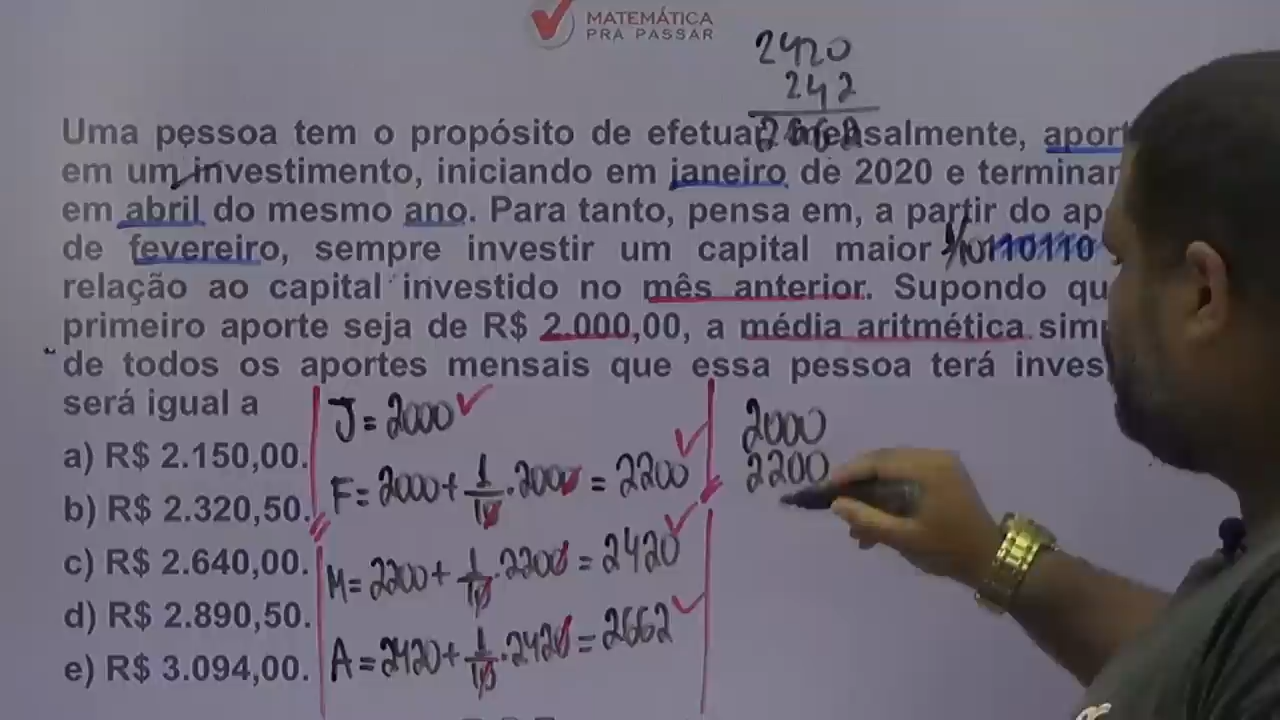 MATEMÁTICA
PRA PASSAR
2420
242
2662
Uma pessoa tem o propósito de efetuar, mensalmente, aport
em um investimento, iniciando em janeiro de 2020 e terminan
em abril do mesmo ano. Para tanto, pensa em, a partir do ap
de fevereiro, sempre investir um capital maior 1/10
relação ao capital investido no mês anterior. Supondo qu
primeiro aporte seja de R$ 2.000,00, a média aritmética simp
de todos os aportes mensais que essa pessoa terá inves
será igual a
a) R$ 2.150,00.
b) R$ 2.320,50.
c) R$ 2.640,00.
d) R$ 2.890,50.
e) R$ 3.094,00.
J = 2000
F = 2000 + 1/10 . 2000 = 2200
M = 2200 + 1/10 . 2200 = 2420
A = 2420 + 1/10 . 2420 = 2662
2000
2200